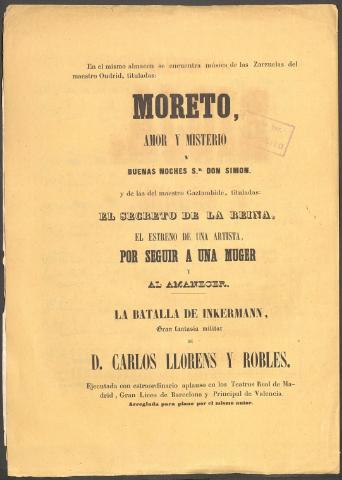 En el mismo almacen se encuentra música de las Zarzuelas del
maestro Oudrid, tituladas:
MORETO,
AMOR Y MISTERIO
Y
BUENAS NOCHES S.ʳ DON SIMON.
y de las del maestro Gaztambide, tituladas:
EL SECRETO DE LA REINA,
EL ESTRENO DE UNA ARTISTA,
POR SEGUIR A UNA MUGER
Y
AL AMANECER.
LA BATALLA DE INKERMANN,
Gran fantasia militar
DE
D. CARLOS LLORENS Y ROBLES.
Ejecutada con estraordinario aplauso en los Teatros Real de Ma-
drid, Gran Liceo de Barcelona y Principal de Valencia.
Arreglada para piano por el mismo autor.